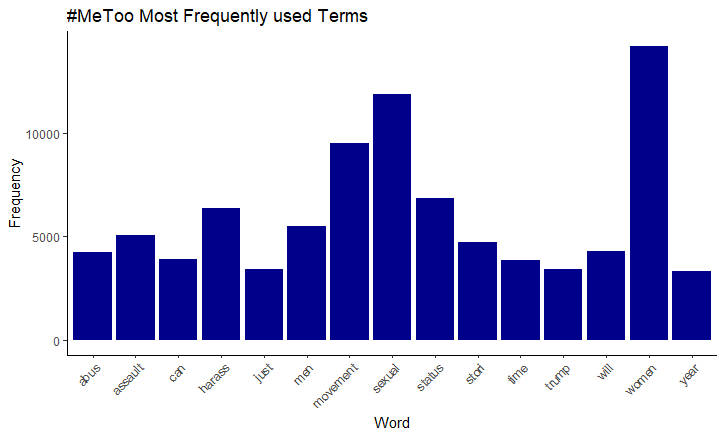 #MeToo Most Frequently used Terms
Frequency
10000
5000
0
abus
assault
can
harass
just
men
movement
sexual
status
stori
time
trump
will
women
year
Word